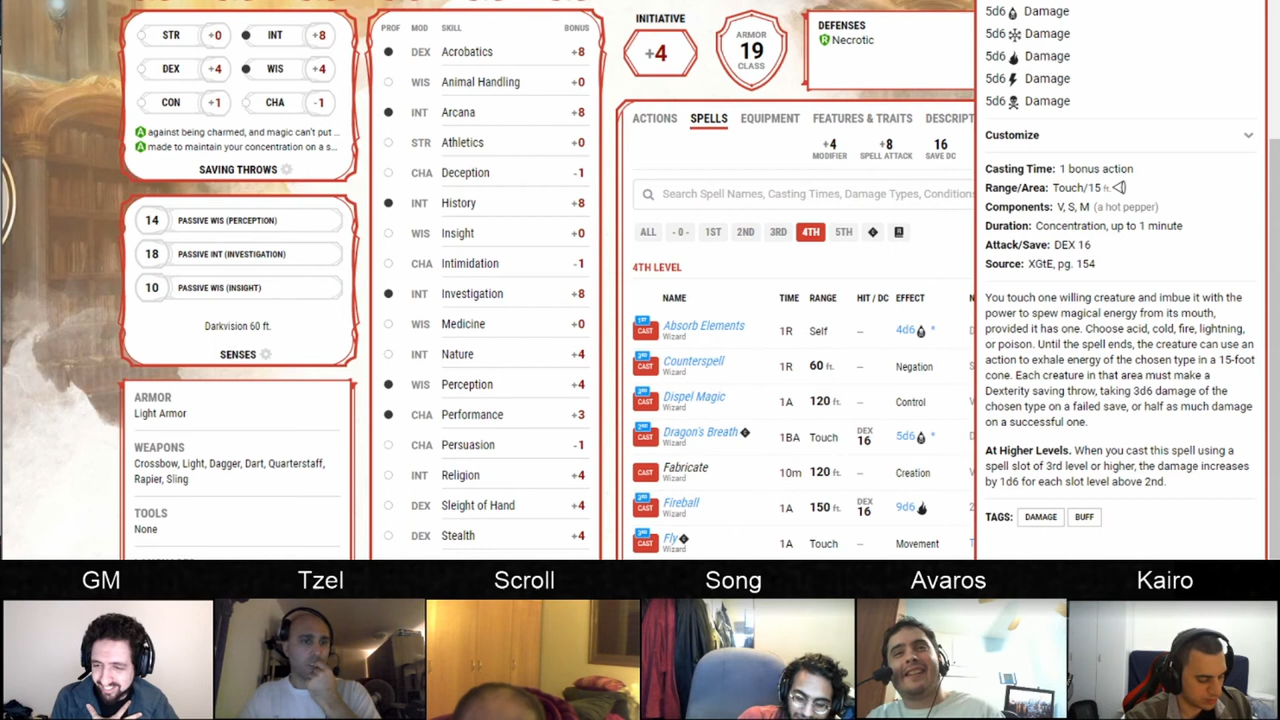 STR +0 INT +8
DEX +4 WIS +4
CON +1 CHA -1
against being charmed, and magic can't put ...
made to maintain your concentration on a s...
SAVING THROWS
14 PASSIVE WIS (PERCEPTION)
18 PASSIVE INT (INVESTIGATION)
10 PASSIVE WIS (INSIGHT)
Darkvision 60 ft.
SENSES
ARMOR
Light Armor
WEAPONS
Crossbow, Light, Dagger, Dart, Quarterstaff,
Rapier, Sling
TOOLS
None
PROF MOD SKILL BONUS
DEX Acrobatics +8
WIS Animal Handling +0
INT Arcana +8
STR Athletics +0
CHA Deception -1
INT History +8
WIS Insight +0
CHA Intimidation -1
INT Investigation +8
WIS Medicine +0
INT Nature +4
WIS Perception +4
CHA Performance +3
CHA Persuasion -1
INT Religion +4
DEX Sleight of Hand +4
DEX Stealth +4
INITIATIVE
+4
ARMOR
19
CLASS
DEFENSES
R Necrotic
ACTIONS SPELLS EQUIPMENT FEATURES & TRAITS DESCRIPT
+4 +8 16
MODIFIER SPELL ATTACK SAVE DC
Search Spell Names, Casting Times, Damage Types, Conditions
ALL - 0 - 1ST 2ND 3RD 4TH 5TH
4TH LEVEL
NAME TIME RANGE HIT / DC EFFECT N
1ST CAST Absorb Elements 1R Self -- 4d6 *
Wizard
3RD CAST Counterspell 1R 60 ft. -- Negation
Wizard
3RD CAST Dispel Magic 1A 120 ft. -- Control
Wizard
2ND CAST Dragon's Breath 1BA Touch DEX 16 5d6 *
Wizard
CAST Fabricate 10m 120 ft. -- Creation
Wizard
3RD CAST Fireball 1A 150 ft. DEX 16 9d6
Wizard
3RD CAST Fly 1A Touch -- Movement
Wizard
5d6 Damage
5d6 Damage
5d6 Damage
5d6 Damage
5d6 Damage
Customize
Casting Time: 1 bonus action
Range/Area: Touch/15 ft.
Components: V, S, M (a hot pepper)
Duration: Concentration, up to 1 minute
Attack/Save: DEX 16
Source: XGtE, pg. 154
You touch one willing creature and imbue it with the
power to spew magical energy from its mouth,
provided it has one. Choose acid, cold, fire, lightning,
or poison. Until the spell ends, the creature can use an
action to exhale energy of the chosen type in a 15-foot
cone. Each creature in that area must make a
Dexterity saving throw, taking 3d6 damage of the
chosen type on a failed save, or half as much damage
on a successful one.
At Higher Levels. When you cast this spell using a
spell slot of 3rd level or higher, the damage increases
by 1d6 for each slot level above 2nd.
TAGS: DAMAGE BUFF
GM Tzel Scroll Song Avaros Kairo